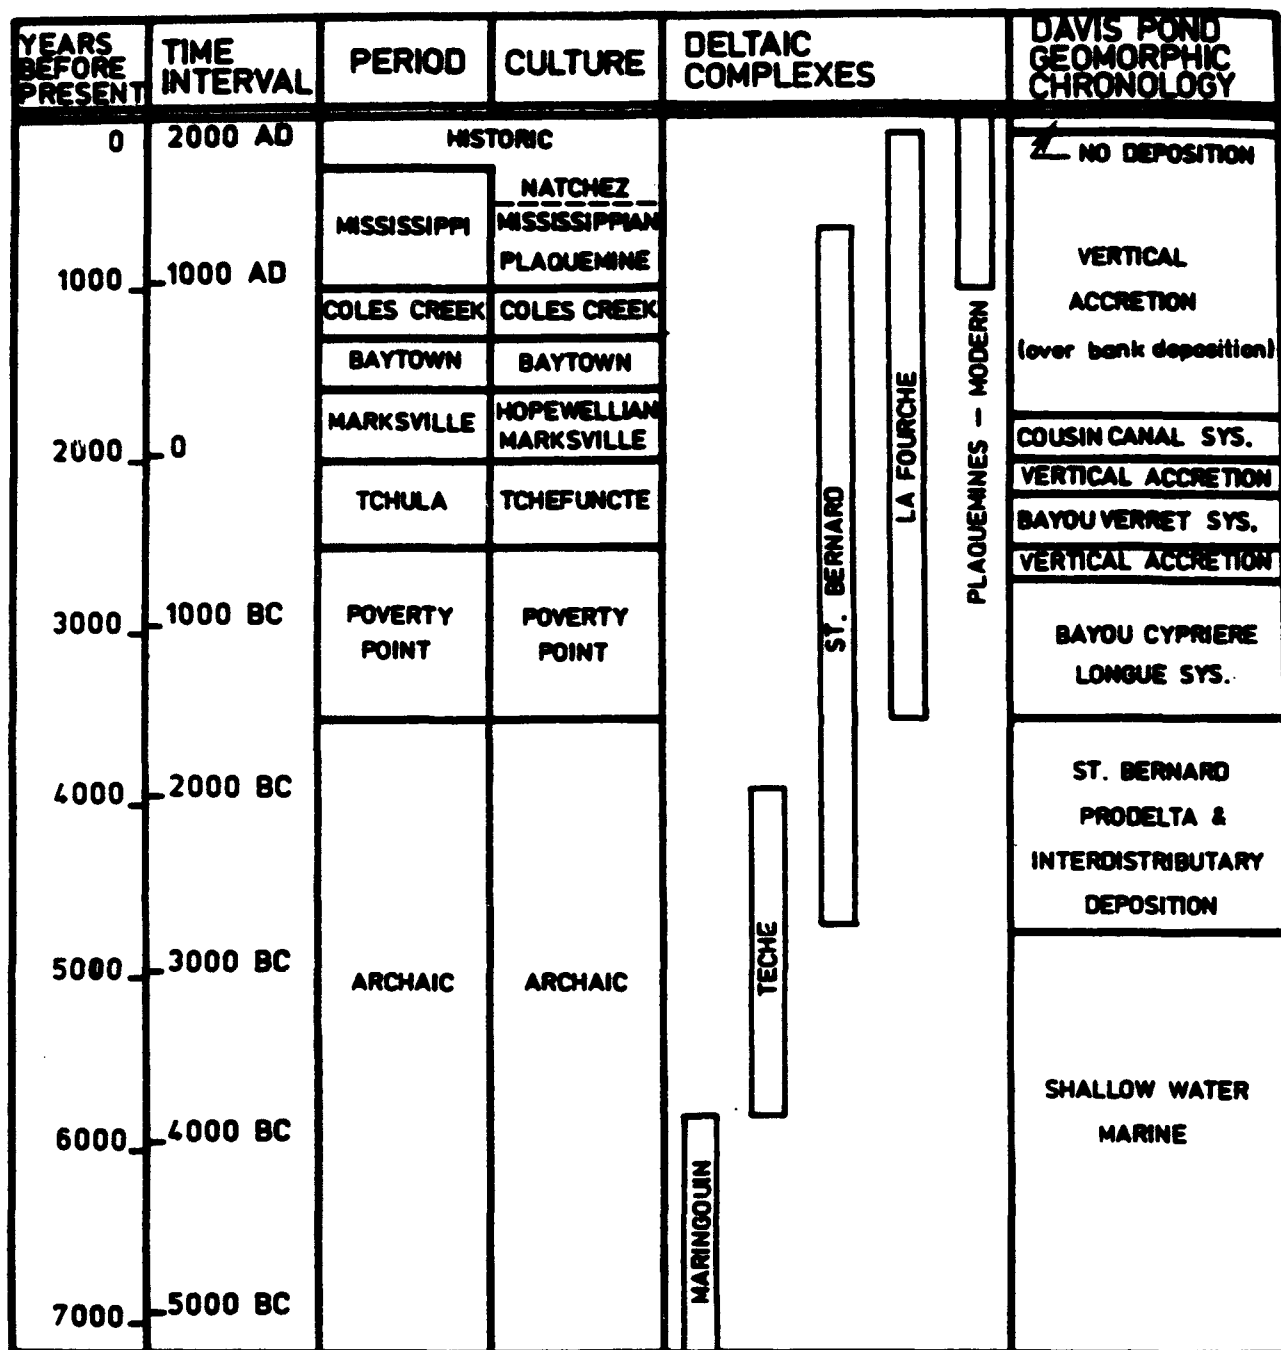 YEARS
BEFORE
PRESENT
TIME
INTERVAL
PERIOD
CULTURE
DELTAIC
COMPLEXES
DAVIS POND
GEOMORPHIC
CHRONOLOGY
0
1000
2000
3000
4000
5000
6000
7000
2000 AD
1000 AD
0
1000 BC
2000 BC
3000 BC
4000 BC
5000 BC
HISTORIC
MISSISSIPPI
COLES CREEK
BAYTOWN
MARKSVILLE
TCHULA
POVERTY
POINT
ARCHAIC
NATCHEZ
MISSISSIPPIAN
PLAQUEMINE
COLES CREEK
BAYTOWN
HOPEWELLIAN
MARKSVILLE
TCHEFUNCTE
POVERTY
POINT
ARCHAIC
MARINGOUIN
TECHE
ST. BERNARD
LA FOURCHE
PLAQUEMINES — MODERN
NO DEPOSITION
VERTICAL
ACCRETION
(over bank deposition)
COUSIN CANAL SYS.
VERTICAL ACCRETION
BAYOU VERRET SYS.
VERTICAL ACCRETION
BAYOU CYPRIERE
LONGUE SYS.
ST. BERNARD
PRODELTA &
INTERDISTRIBUTARY
DEPOSITION
SHALLOW WATER
MARINE